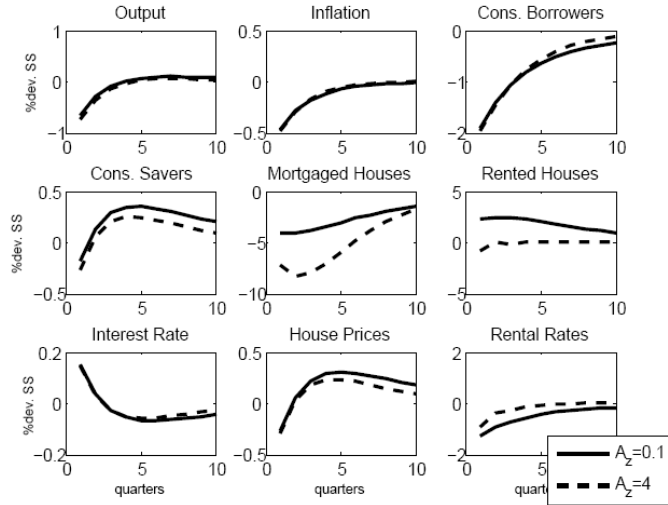 Output
Inflation
Cons. Borrowers
%dev. SS
1
0
−1
0 5 10
0.5
0
−0.5
0 5 10
0
−1
−2
0 5 10
Cons. Savers
Mortgaged Houses
Rented Houses
%dev. SS
0.5
0
−0.5
0 5 10
0
−5
−10
0 5 10
5
0
−5
0 5 10
Interest Rate
House Prices
Rental Rates
%dev. SS
0.2
0
−0.2
0 5 10
quarters
0.5
0
−0.5
0 5 10
quarters
2
0
−2
0
quarte
A_z=0.1
A_z=4